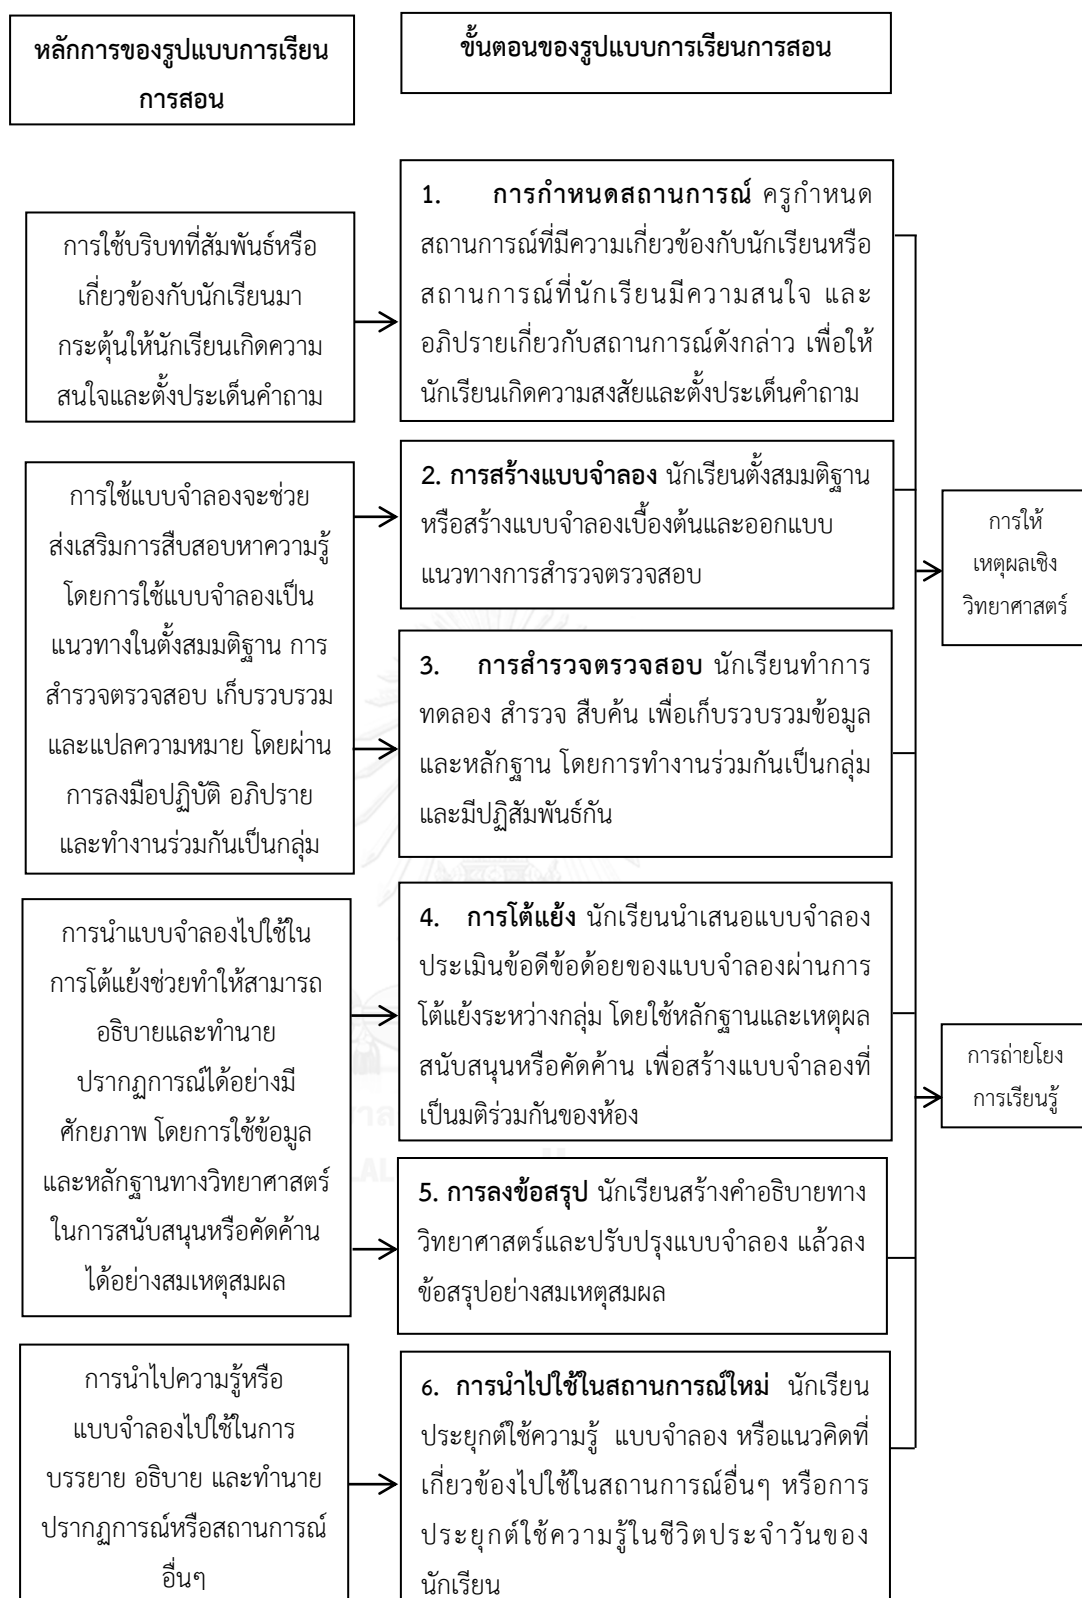 หลักการของรูปแบบการเรียน
การสอน
ขั้นตอนของรูปแบบการเรียนการสอน
การใช้บริบทที่สัมพันธ์หรือ
เกี่ยวข้องกับนักเรียนมา
กระตุ้นให้นักเรียนเกิดความ
สนใจและตั้งประเด็นคำถาม
1. การกำหนดสถานการณ์ ครูกำหนด
สถานการณ์ที่มีความเกี่ยวข้องกับนักเรียนหรือ
สถานการณ์ที่นักเรียนมีความสนใจ และ
อภิปรายเกี่ยวกับสถานการณ์ดังกล่าว เพื่อให้
นักเรียนเกิดความสงสัยและตั้งประเด็นคำถาม
การใช้แบบจำลองจะช่วย
ส่งเสริมการสืบสอบหาความรู้
โดยการใช้แบบจำลองเป็น
แนวทางในตั้งสมมติฐาน การ
สำรวจตรวจสอบ เก็บรวบรวม
และแปลความหมาย โดยผ่าน
การลงมือปฏิบัติ อภิปราย
และทำงานร่วมกันเป็นกลุ่ม
2. การสร้างแบบจำลอง นักเรียนตั้งสมมติฐาน
หรือสร้างแบบจำลองเบื้องต้นและออกแบบ
แนวทางการสำรวจตรวจสอบ
3. การสำรวจตรวจสอบ นักเรียนทำการ
ทดลอง สำรวจ สืบค้น เพื่อเก็บรวบรวมข้อมูล
และหลักฐาน โดยการทำงานร่วมกันเป็นกลุ่ม
และมีปฏิสัมพันธ์กัน
การให้
เหตุผลเชิง
วิทยาศาสตร์
การนำแบบจำลองไปใช้ใน
การโต้แย้งช่วยทำให้สามารถ
อธิบายและทำนาย
ปรากฏการณ์ได้อย่างมี
ศักยภาพ โดยการใช้ข้อมูล
และหลักฐานทางวิทยาศาสตร์
ในการสนับสนุนหรือคัดค้าน
ได้อย่างสมเหตุสมผล
4. การโต้แย้ง นักเรียนนำเสนอแบบจำลอง
ประเมินข้อดีข้อด้อยของแบบจำลองผ่านการ
โต้แย้งระหว่างกลุ่ม โดยใช้หลักฐานและเหตุผล
สนับสนุนหรือคัดค้าน เพื่อสร้างแบบจำลองที่
เป็นมติร่วมกันของห้อง
5. การลงข้อสรุป นักเรียนสร้างคำอธิบายทาง
วิทยาศาสตร์และปรับปรุงแบบจำลอง แล้วลง
ข้อสรุปอย่างสมเหตุสมผล
การถ่ายโยง
การเรียนรู้
การนำไปความรู้หรือ
แบบจำลองไปใช้ในการ
บรรยาย อธิบาย และทำนาย
ปรากฏการณ์หรือสถานการณ์
อื่นๆ
6. การนำไปใช้ในสถานการณ์ใหม่ นักเรียน
ประยุกต์ใช้ความรู้ แบบจำลอง หรือแนวคิดที่
เกี่ยวข้องไปใช้ในสถานการณ์อื่นๆ หรือการ
ประยุกต์ใช้ความรู้ในชีวิตประจำวันของ
นักเรียน